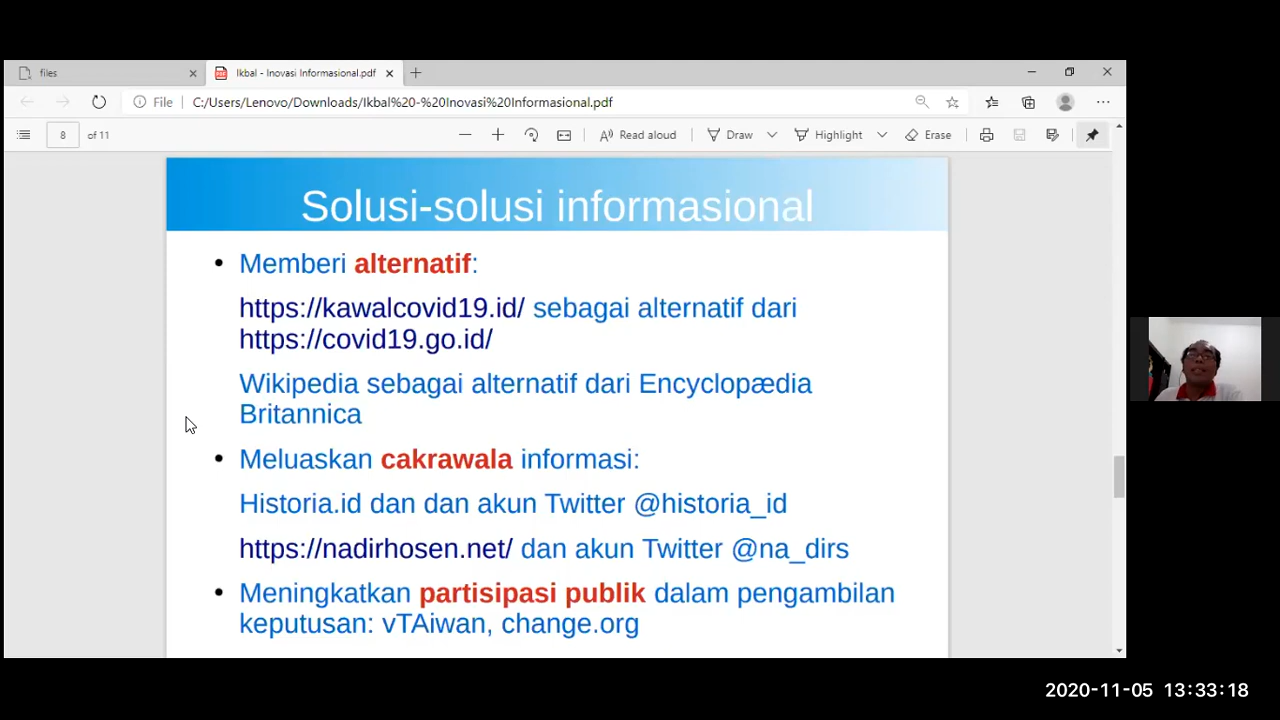 files
Ikbal - Inovasi Informasional.pdf
File
C:/Users/Lenovo/Downloads/Ikbal%20-%20Inovasi%20Informasional.pdf
8 of 11
Read aloud
Draw
Highlight
Erase
Solusi-solusi informasional
• Memberi alternatif:
https://kawalcovid19.id/ sebagai alternatif dari
https://covid19.go.id/
Wikipedia sebagai alternatif dari Encyclopædia
Britannica
• Meluaskan cakrawala informasi:
Historia.id dan dan akun Twitter @historia_id
https://nadirhosen.net/ dan akun Twitter @na_dirs
• Meningkatkan partisipasi publik dalam pengambilan
keputusan: vTAiwan, change.org
2020-11-05 13:33:18